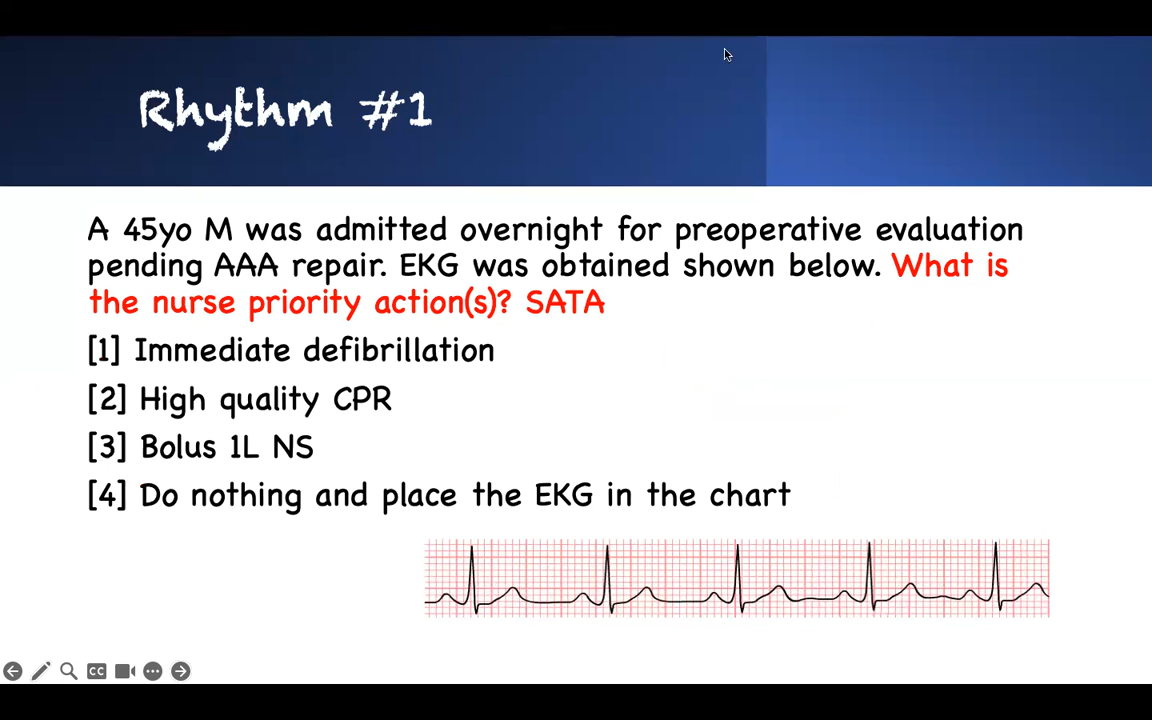 Rhythm #1
A 45yo M was admitted overnight for preoperative evaluation
pending AAA repair. EKG was obtained shown below. What is
the nurse priority action(s)? SATA
[1] Immediate defibrillation
[2] High quality CPR
[3] Bolus 1L NS
[4] Do nothing and place the EKG in the chart
CC